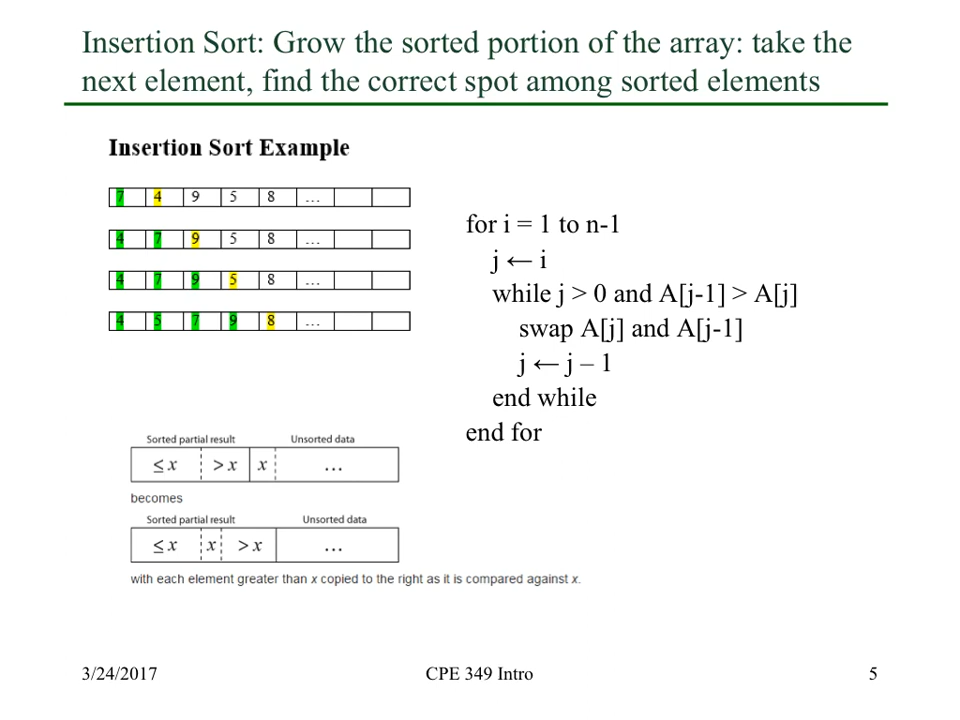 Insertion Sort: Grow the sorted portion of the array: take the
next element, find the correct spot among sorted elements
Insertion Sort Example
7 4 9 5 8 ...
4 7 9 5 8 ...
4 7 9 5 8 ...
4 5 7 9 8 ...
for i = 1 to n-1
j ← i
while j > 0 and A[j-1] > A[j]
swap A[j] and A[j-1]
j ← j – 1
end while
end for
Sorted partial result Unsorted data
≤ x > x x ...
becomes
Sorted partial result Unsorted data
≤ x x > x ...
with each element greater than x copied to the right as it is compared against x.
3/24/2017 CPE 349 Intro 5